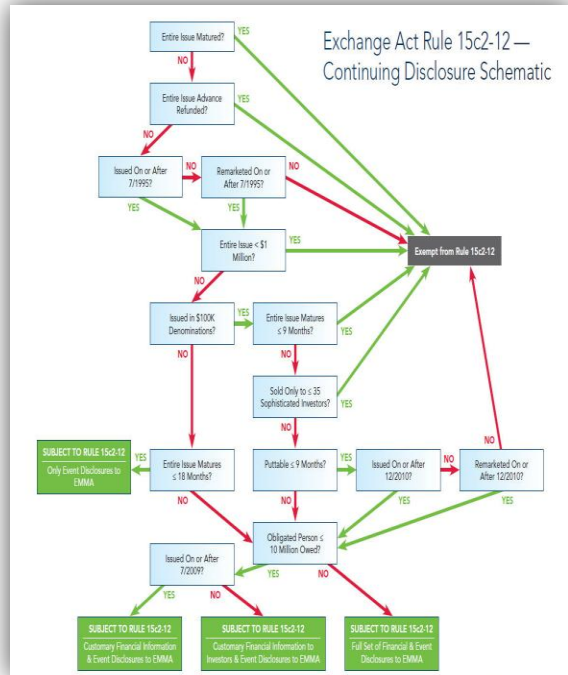 Exchange Act Rule 15c2-12 —
Continuing Disclosure Schematic
Entire Issue Matured?
YES
NO
Entire Issue Advance
Refunded?
YES
NO
Issued On or After
7/1995?
NO
Remarketed On or
After 7/1995?
NO
YES
YES
Entire Issue < $1
Million?
YES
Exempt from Rule 15c2-12
NO
Issued in $100K
Denominations?
YES
Entire Issue Matures
≤ 9 Months?
YES
NO
NO
Sold Only to ≤ 35
Sophisticated Investors?
YES
NO
NO
SUBJECT TO RULE 15c2-12
Only Event Disclosures to
EMMA
YES
Entire Issue Matures
≤ 18 Months?
Puttable ≤ 9 Months?
YES
Issued On or After
12/2010?
NO
Remarketed On or
After 12/2010?
NO
NO
YES
YES
Obligated Person ≤
10 Million Owed?
Issued On or After
7/2009?
YES
NO
YES
NO
SUBJECT TO RULE 15c2-12
Customary Financial Information
& Event Disclosures to EMMA
SUBJECT TO RULE 15c2-12
Customary Financial Information to
Investors & Event Disclosures to EMMA
SUBJECT TO RULE 15c2-12
Full Set of Financial & Event
Disclosures to EMMA